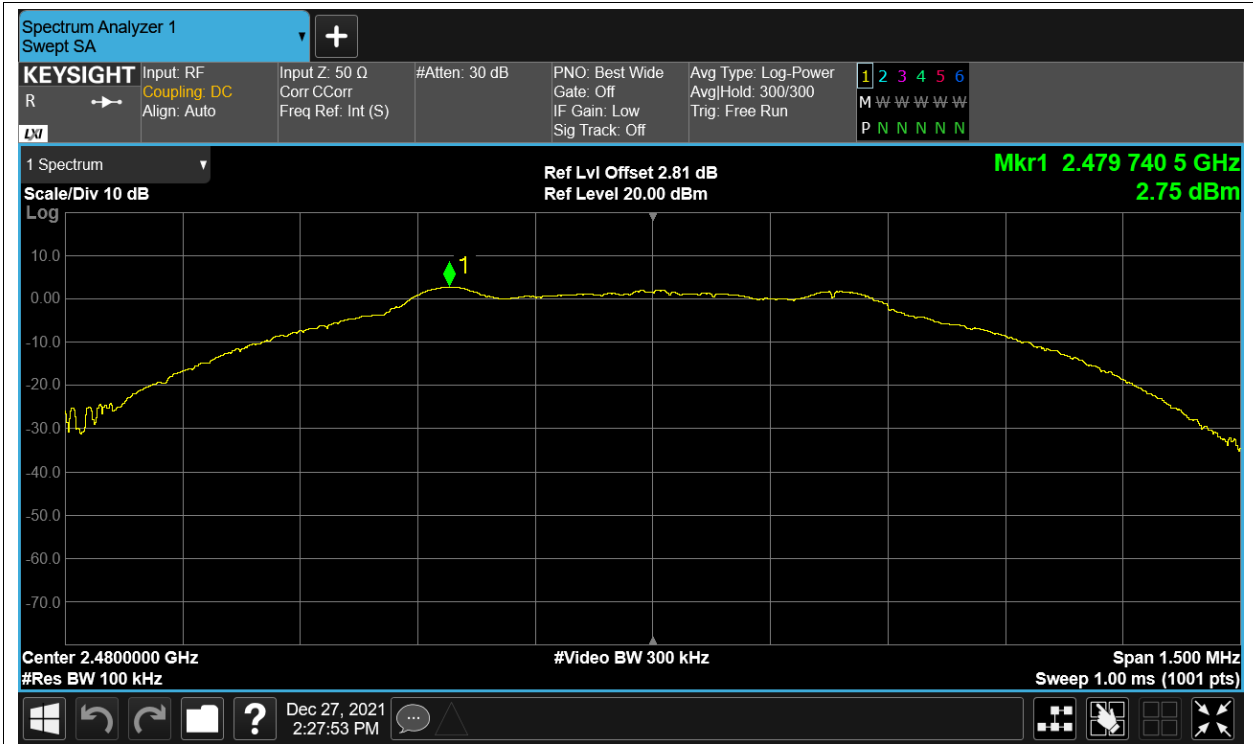 Spectrum Analyzer 1
Swept SA
+
KEYSIGHT
R
LXI
Input: RF
Coupling: DC
Align: Auto
Input Z: 50 Ω
Corr CCorr
Freq Ref: Int (S)
#Atten: 30 dB
PNO: Best Wide
Gate: Off
IF Gain: Low
Sig Track: Off
Avg Type: Log-Power
Avg|Hold: 300/300
Trig: Free Run
1 2 3 4 5 6
M W W W W W
P N N N N N
1 Spectrum
Scale/Div 10 dB
Log
Ref Lvl Offset 2.81 dB
Ref Level 20.00 dBm
Mkr1 2.479 740 5 GHz
2.75 dBm
10.0
1
0.00
-10.0
-20.0
-30.0
-40.0
-50.0
-60.0
-70.0
Center 2.4800000 GHz
#Video BW 300 kHz
Span 1.500 MHz
#Res BW 100 kHz
Sweep 1.00 ms (1001 pts)
?
Dec 27, 2021
2:27:53 PM